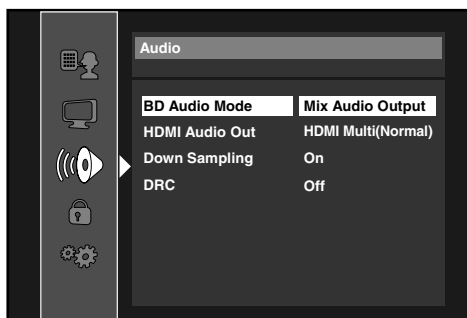 Audio
BD Audio Mode Mix Audio Output
HDMI Audio Out HDMI Multi(Normal)
Down Sampling On
DRC Off